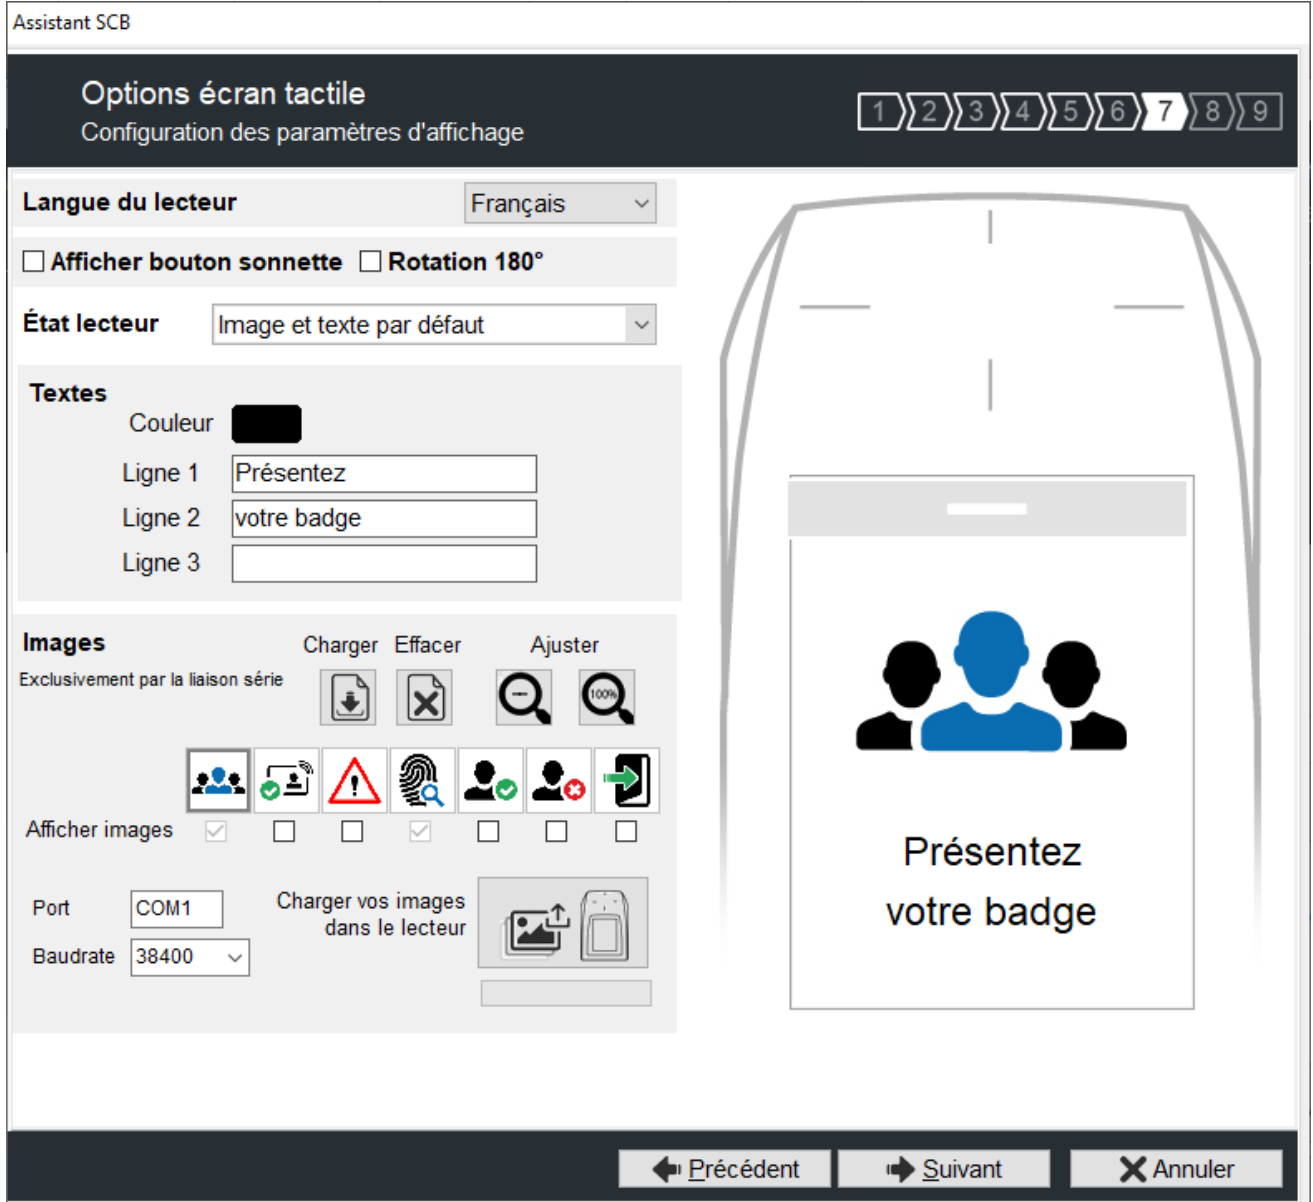 Assistant SCB
Options écran tactile
Configuration des paramètres d'affichage
1 2 3 4 5 6 7 8 9
Langue du lecteur Français
Afficher bouton sonnette Rotation 180°
État lecteur Image et texte par défaut
Textes
Couleur
Ligne 1 Présentez
Ligne 2 votre badge
Ligne 3
Images Charger Effacer Ajuster
Exclusivement par la liaison série
100%
Afficher images
Port COM1
Charger vos images
dans le lecteur
Baudrate 38400
Présentez
votre badge
Précédent Suivant Annuler